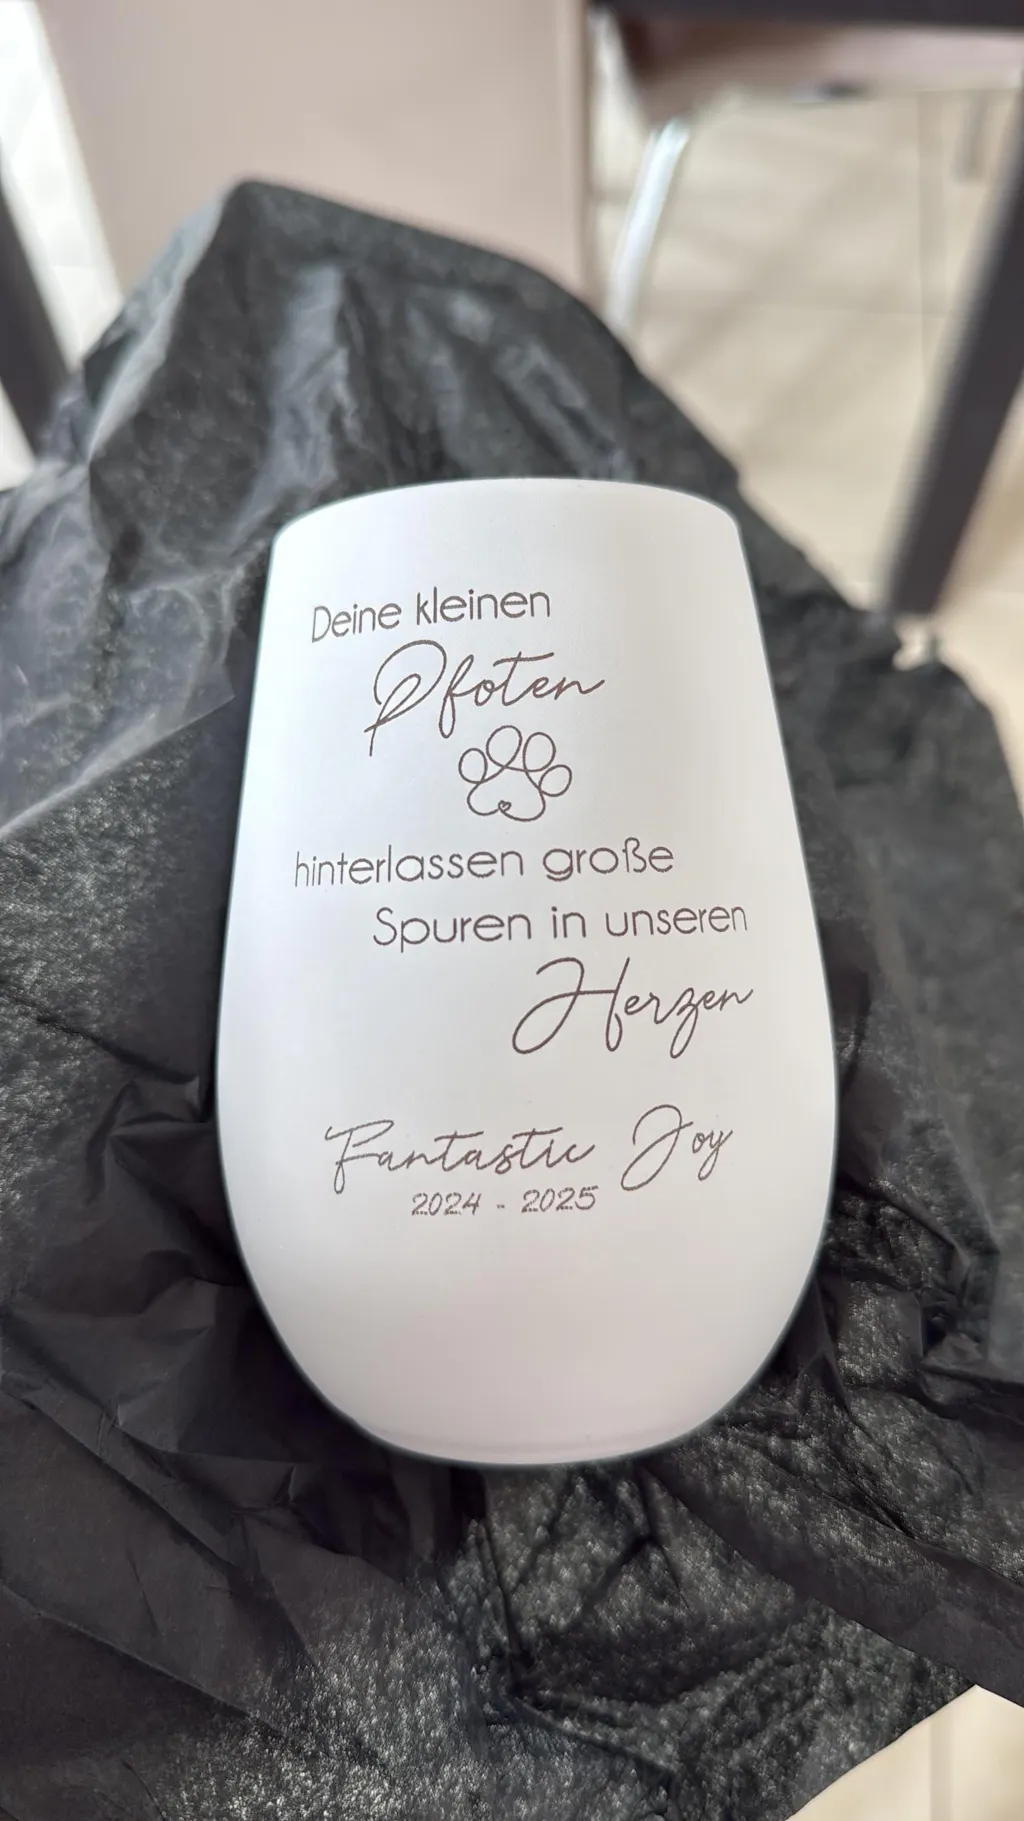 Deine kleinen
Pfoten
hinterlassen große
Spuren in unseren
Herzen
Fantastic Joy
2024 - 2025